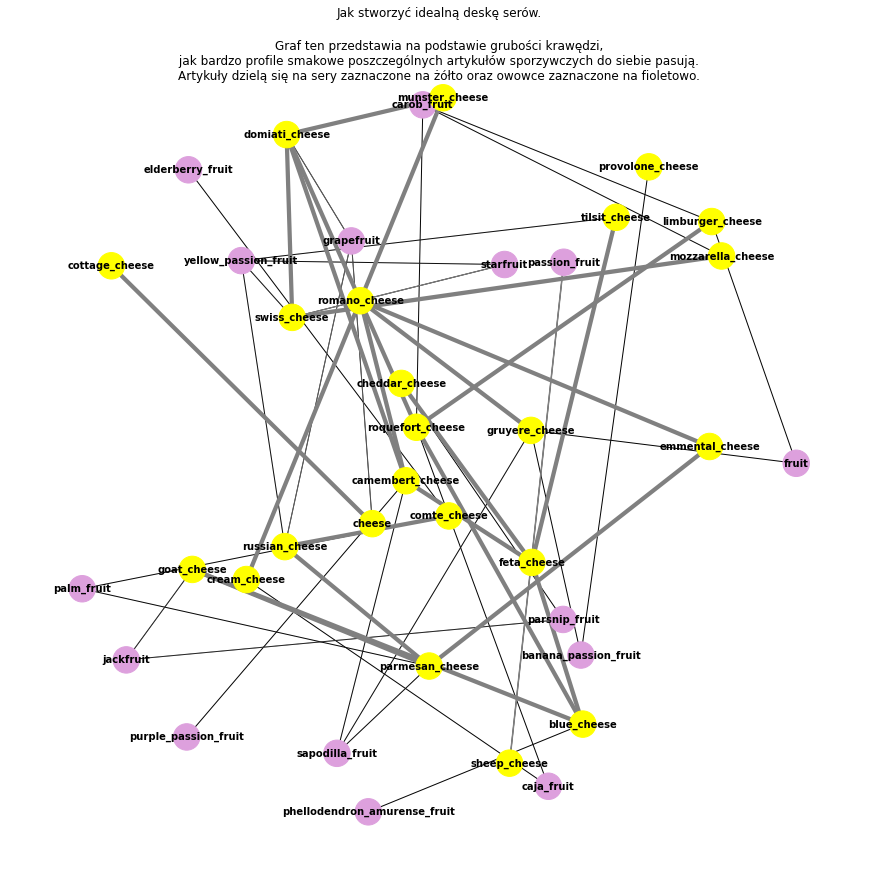 Jak stworzyć idealną deskę serów.
Graf ten przedstawia na podstawie grubości krawędzi,
jak bardzo profile smakowe poszczególnych artykułów sporzywczych do siebie pasują.
Artykuły dzielą się na sery zaznaczone na żółto oraz owowce zaznaczone na fioletowo.
munster_cheese
carob_fruit
domiati_cheese
provolone_cheese
elderberry_fruit
tilsit_cheese
limburger_cheese
grapefruit
mozzarella_cheese
yellow_passion_fruit
passion_fruit
starfruit
cottage_cheese
romano_cheese
swiss_cheese
cheddar_cheese
roquefort_cheese
gruyere_cheese
emmental_cheese
fruit
camembert_cheese
comte_cheese
cheese
russian_cheese
feta_cheese
goat_cheese
cream_cheese
palm_fruit
parsnip_fruit
banana_passion_fruit
jackfruit
parmesan_cheese
blue_cheese
purple_passion_fruit
sapodilla_fruit
sheep_cheese
caja_fruit
phellodendron_amurense_fruit